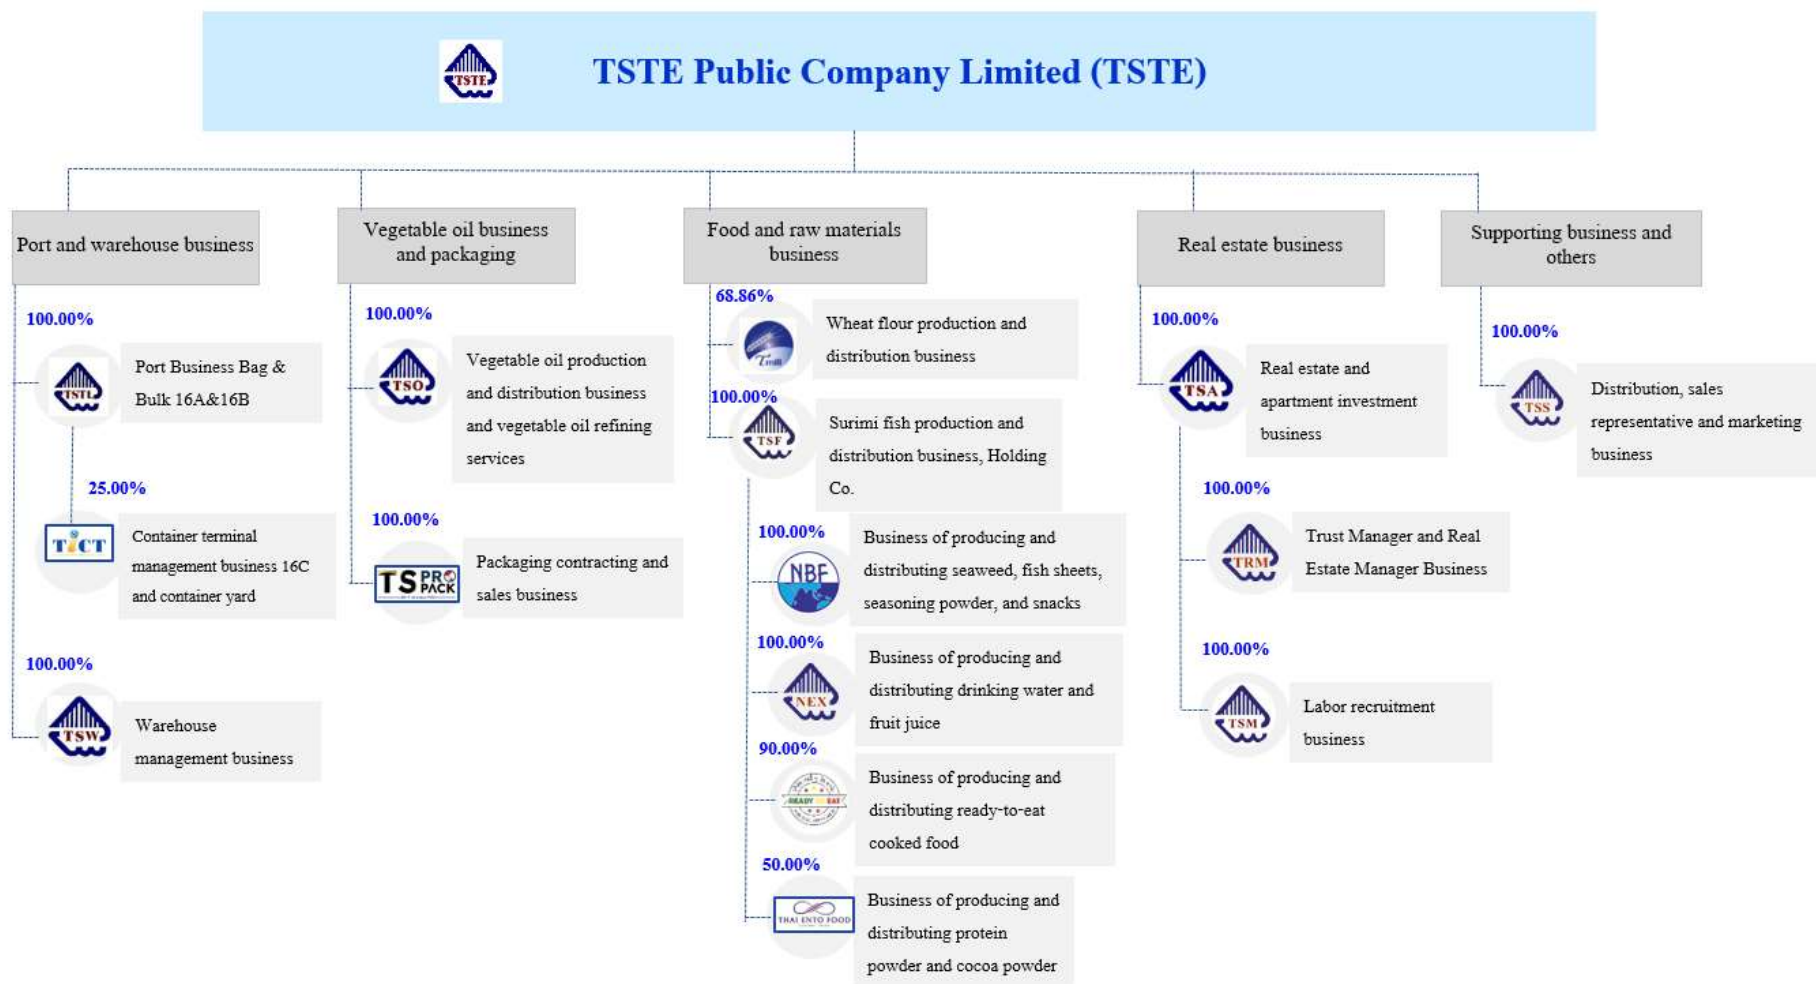 TSTE
TSTE Public Company Limited (TSTE)
Port and warehouse business
100.00%
TSTL
Port Business Bag &
Bulk 16A&16B
25.00%
TICT
Container terminal
management business 16C
and container yard
100.00%
TSW
Warehouse
management business
Vegetable oil business
and packaging
100.00%
TSO
Vegetable oil production
and distribution business
and vegetable oil refining
services
100.00%
TS PRO
PACK
Packaging contracting and
sales business
Food and raw materials
business
68.86%
Tmill
Wheat flour production and
distribution business
100.00%
TSF
Surimi fish production and
distribution business, Holding
Co.
100.00%
NBF
Business of producing and
distributing seaweed, fish sheets,
seasoning powder, and snacks
100.00%
NEX
Business of producing and
distributing drinking water and
fruit juice
90.00%
READY TO EAT
Business of producing and
distributing ready-to-eat
cooked food
50.00%
THAI ENTO FOOD
Business of producing and
distributing protein
powder and cocoa powder
Real estate business
100.00%
TSA
Real estate and
apartment investment
business
100.00%
TRM
Trust Manager and Real
Estate Manager Business
100.00%
TSM
Labor recruitment
business
Supporting business and
others
100.00%
TSS
Distribution, sales
representative and marketing
business